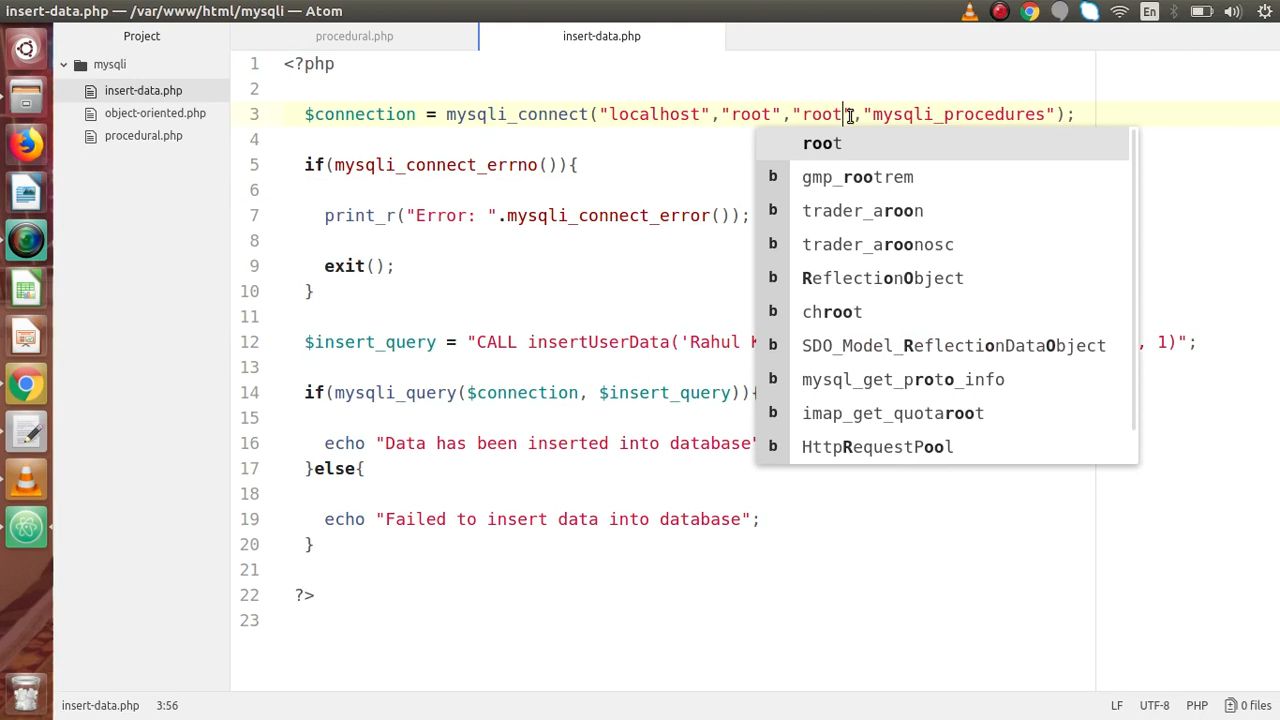 insert-data.php — /var/www/html/mysqli — Atom
En
Project
procedural.php
insert-data.php
mysqli
insert-data.php
object-oriented.php
procedural.php
1 <?php
2
3 $connection = mysqli_connect("localhost","root","root","mysqli_procedures");
4
5 if(mysqli_connect_errno()){
6
7 print_r("Error: ".mysqli_connect_error());
8
9 exit();
10 }
11
12 $insert_query = "CALL insertUserData('Rahul K , 1)";
13
14 if(mysqli_query($connection, $insert_query)){
15
16 echo "Data has been inserted into database"
17 }else{
18
19 echo "Failed to insert data into database";
20 }
21
22 ?>
23
root
b gmp_rootrem
b trader_aroon
b trader_aroonosc
b ReflectionObject
b chroot
b SDO_Model_ReflectionDataObject
b mysql_get_proto_info
b imap_get_quotaroot
b HttpRequestPool
insert-data.php 3:56
LF UTF-8 PHP 0 files